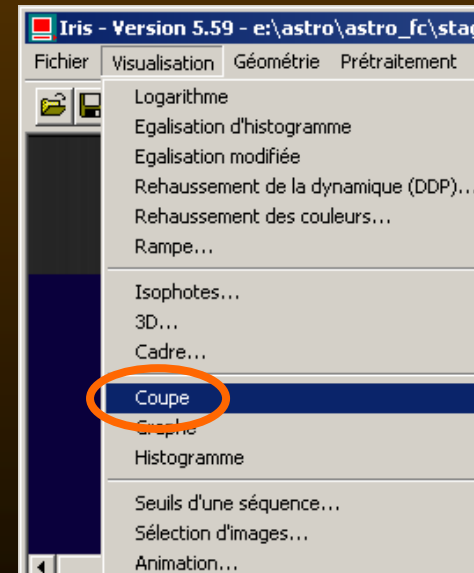 Iris - Version 5.59 - e:\astro\astro_fc\stag
Fichier Visualisation Géométrie Prétraitement
Logarithme
Egalisation d'histogramme
Egalisation modifiée
Rehaussement de la dynamique (DDP)...
Rehaussement des couleurs...
Rampe...
Isophotes...
3D...
Cadre...
Coupe
Graphe
Histogramme
Seuils d'une séquence...
Sélection d'images...
Animation...